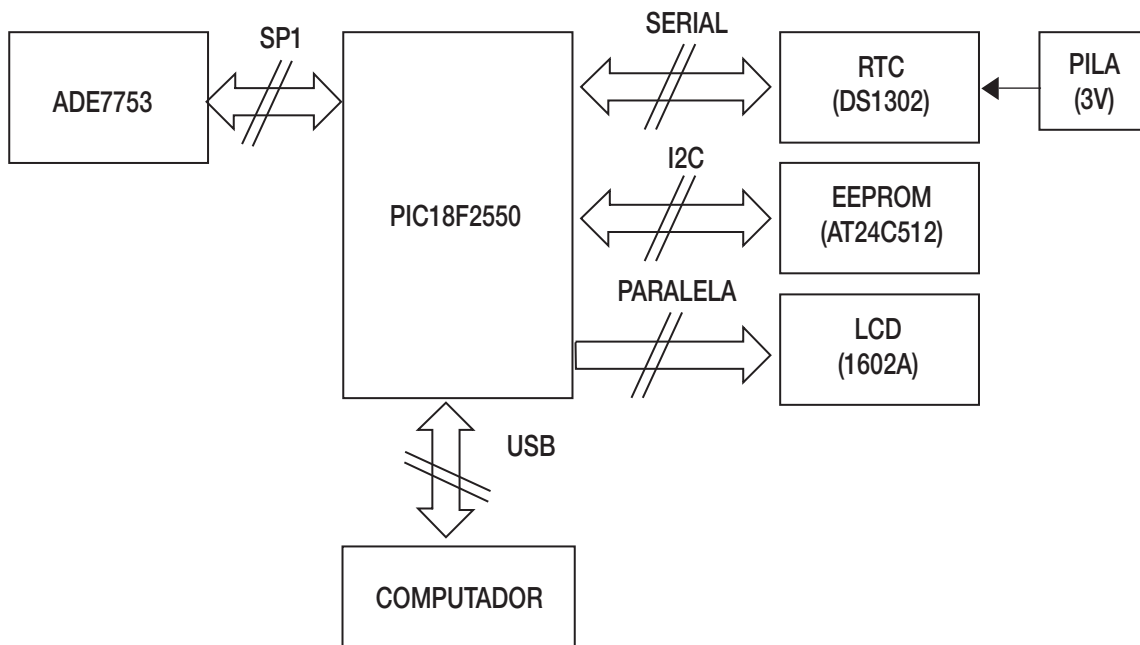 SP1
ADE7753
PIC18F2550
SERIAL
RTC
(DS1302)
PILA
(3V)
I2C
EEPROM
(AT24C512)
PARALELA
LCD
(1602A)
USB
COMPUTADOR